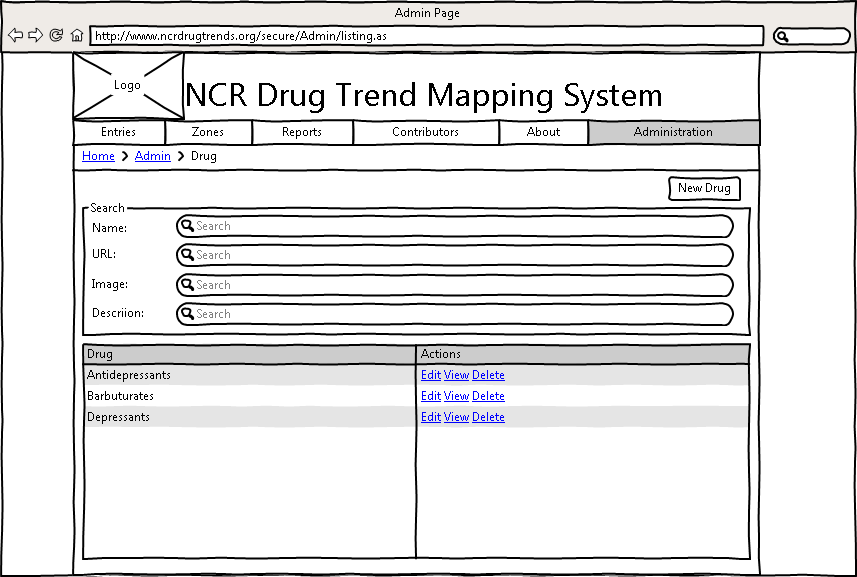 Admin Page
http://www.ncrdrugtrends.org/secure/Admin/listing.as
Logo
NCR Drug Trend Mapping System
Entries Zones Reports Contributors About Administration
Home > Admin > Drug
New Drug
Search
Name: Search
URL: Search
Image: Search
Descriion: Search
Drug Actions
Antidepressants Edit View Delete
Barbuturates Edit View Delete
Depressants Edit View Delete